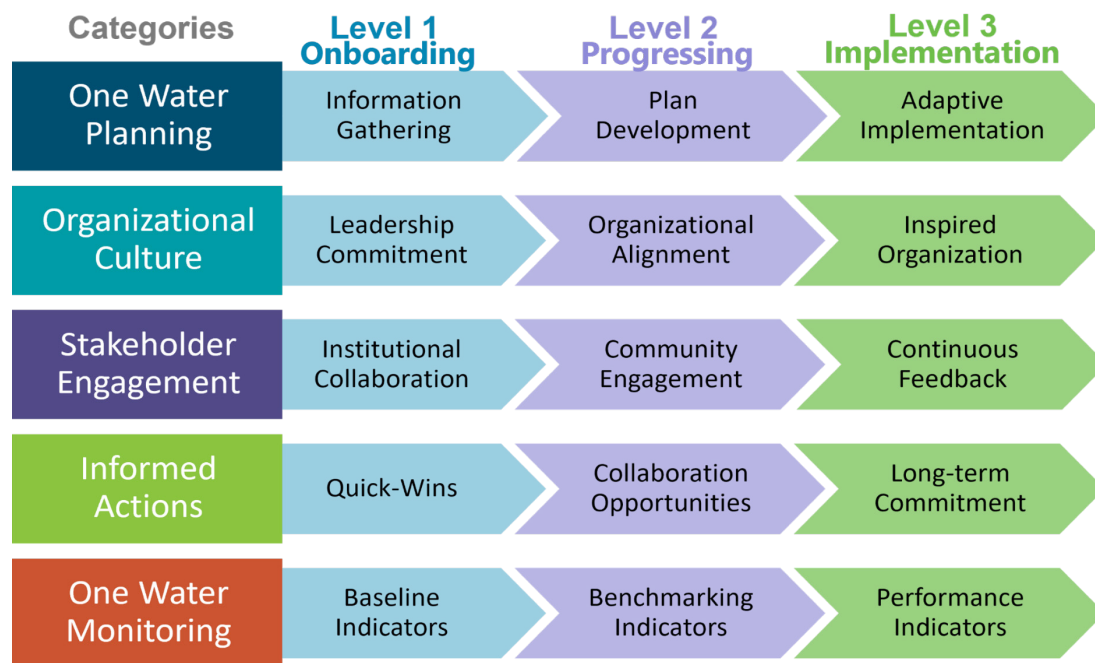 Categories
Level 1
Onboarding
Level 2
Progressing
Level 3
Implementation
One Water
Planning
Information
Gathering
Plan
Development
Adaptive
Implementation
Organizational
Culture
Leadership
Commitment
Organizational
Alignment
Inspired
Organization
Stakeholder
Engagement
Institutional
Collaboration
Community
Engagement
Continuous
Feedback
Informed
Actions
Quick-Wins
Collaboration
Opportunities
Long-term
Commitment
One Water
Monitoring
Baseline
Indicators
Benchmarking
Indicators
Performance
Indicators